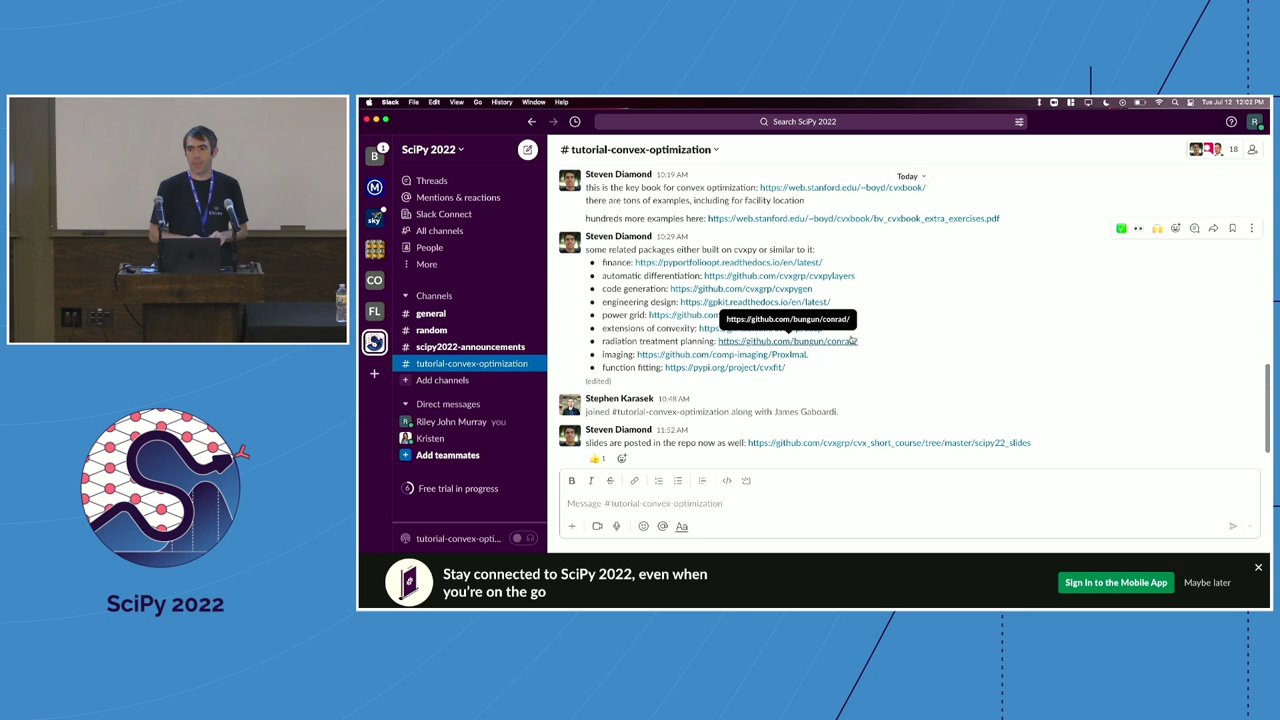 Slack File Edit View Go History Window Help
Tue Jul 12 12:02 PM
Search SciPy 2022
R
B 1
SciPy 2022
# tutorial-convex-optimization
18
Threads
Mentions & reactions
Slack Connect
All channels
People
More
sky
CO
FL
Channels
# general
# random
# scipy2022-announcements
# tutorial-convex-optimization
Add channels
Direct messages
Riley John Murray you
Kristen
Add teammates
Free trial in progress
tutorial-convex-opti...
Today
Steven Diamond 10:19 AM
this is the key book for convex optimization: https://web.stanford.edu/~boyd/cvxbook/
there are tons of examples, including for facility location
hundreds more examples here: https://web.stanford.edu/~boyd/cvxbook/bv_cvxbook_extra_exercises.pdf
Steven Diamond 10:29 AM
some related packages either built on cvxpy or similar to it:
• finance: https://pyportfolioopt.readthedocs.io/en/latest/
• automatic differentiation: https://github.com/cvxgrp/cvxpylayers
• code generation: https://github.com/cvxgrp/cvxpygen
• engineering design: https://gpkit.readthedocs.io/en/latest/
• power grid: https://github.com
https://github.com/bungun/conrad/
• extensions of convexity: https:
• radiation treatment planning: https://github.com/bungun/conrad/
• imaging: https://github.com/comp-imaging/ProxImaL
• function fitting: https://pypi.org/project/cvxfit/
(edited)
Stephen Karasek 10:48 AM
joined #tutorial-convex-optimization along with James Gaboardi.
Steven Diamond 11:52 AM
slides are posted in the repo now as well: https://github.com/cvxgrp/cvx_short_course/tree/master/scipy22_slides
1
B I S
Message #tutorial-convex-optimization
Aa
Stay connected to SciPy 2022, even when
you're on the go
Sign In to the Mobile App
Maybe later
SciPy 2022